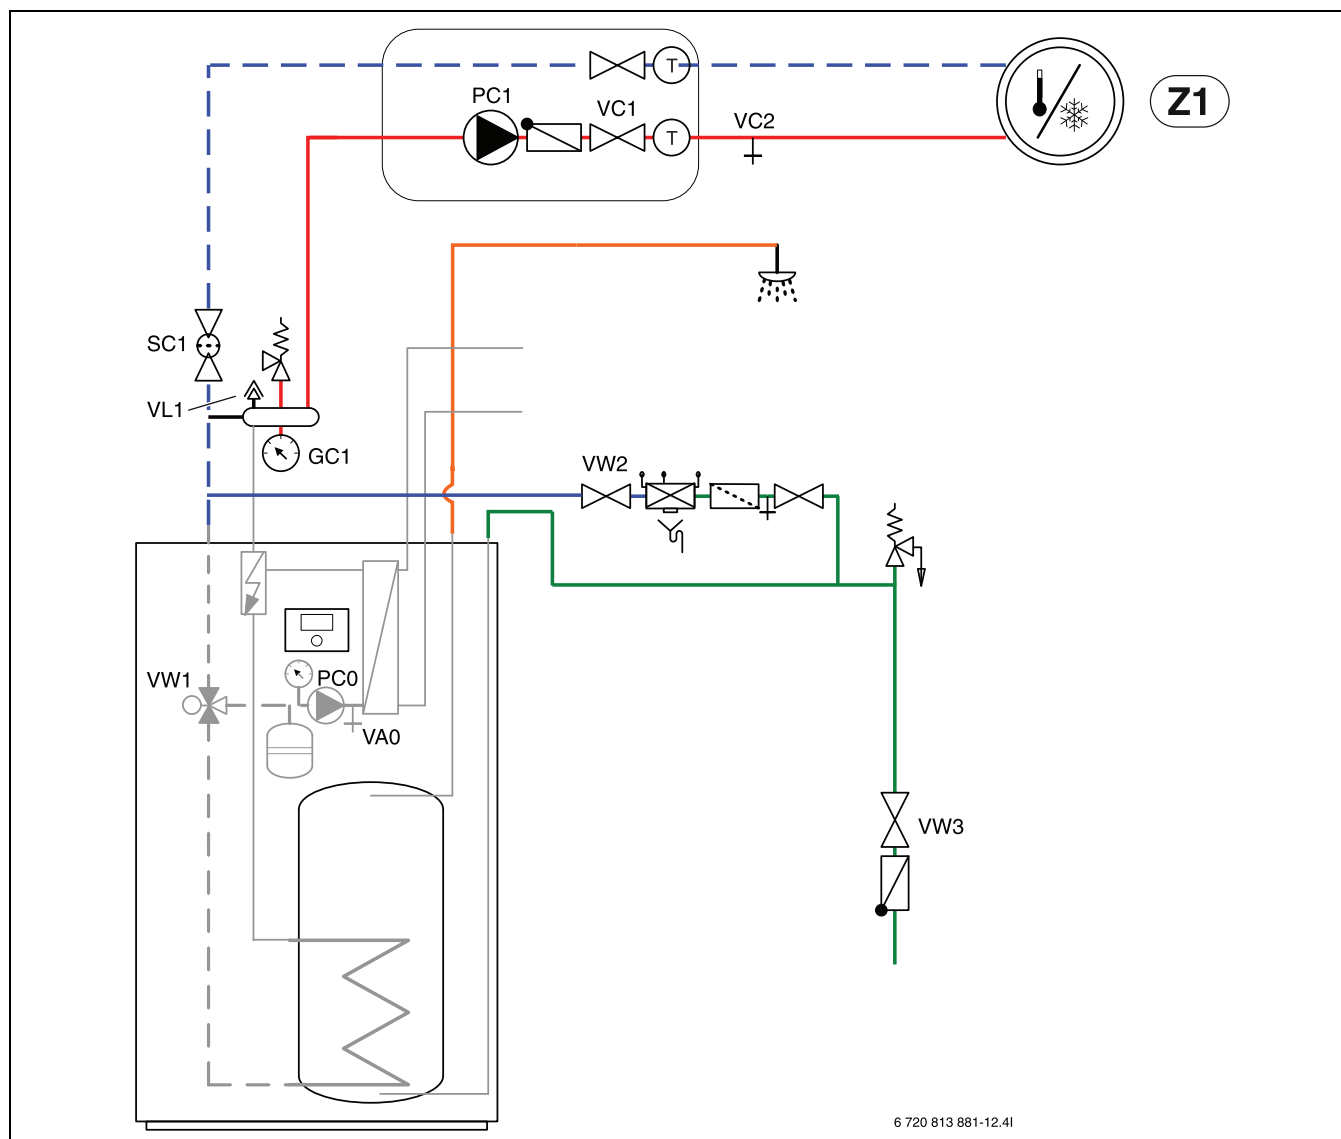 T
PC1
VC1
T
VC2
Z1
SC1
VL1
GC1
VW2
VW1
PC0
VA0
VW3
6 720 813 881-12.4I